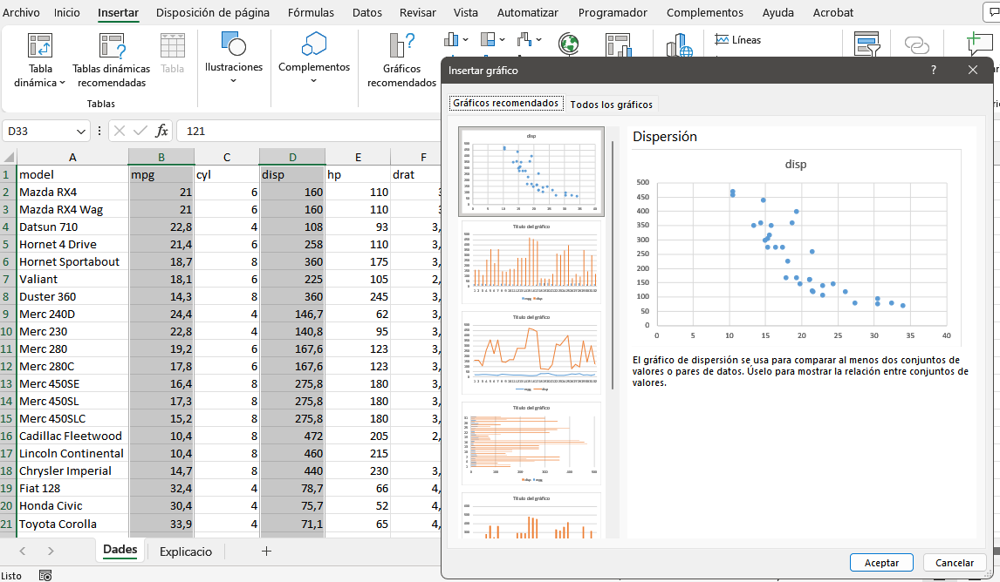 Archivo Inicio Insertar Disposición de página Fórmulas Datos Revisar Vista Automatizar Programador Complementos Ayuda Acrobat
Tabla dinámica
Tablas dinámicas recomendadas
Tabla
Tablas
Ilustraciones
Complementos
Gráficos recomendados
Líneas
D33
fx
121
A B C D E F
1 model mpg cyl disp hp drat
2 Mazda RX4 21 6 160 110
3 Mazda RX4 Wag 21 6 160 110
4 Datsun 710 22,8 4 108 93 3,
5 Hornet 4 Drive 21,4 6 258 110 3,
6 Hornet Sportabout 18,7 8 360 175 3,
7 Valiant 18,1 6 225 105 2,
8 Duster 360 14,3 8 360 245 3,
9 Merc 240D 24,4 4 146,7 62 3,
10 Merc 230 22,8 4 140,8 95 3,
11 Merc 280 19,2 6 167,6 123 3,
12 Merc 280C 17,8 6 167,6 123 3,
13 Merc 450SE 16,4 8 275,8 180 3,
14 Merc 450SL 17,3 8 275,8 180 3,
15 Merc 450SLC 15,2 8 275,8 180 3,
16 Cadillac Fleetwood 10,4 8 472 205 2,
17 Lincoln Continental 10,4 8 460 215
18 Chrysler Imperial 14,7 8 440 230 3,
19 Fiat 128 32,4 4 78,7 66 4,
20 Honda Civic 30,4 4 75,7 52 4,
21 Toyota Corolla 33,9 4 71,1 65 4,
Dades Explicacio +
Listo
Insertar gráfico ?
Gráficos recomendados Todos los gráficos
disp
Título del gráfico
Título del gráfico
Título del gráfico
Título del gráfico
Dispersión
disp
500
450
400
350
300
250
200
150
100
50
0
0 5 10 15 20 25 30 35 40
El gráfico de dispersión se usa para comparar al menos dos conjuntos de
valores o pares de datos. Úselo para mostrar la relación entre conjuntos de
valores.
Aceptar Cancelar